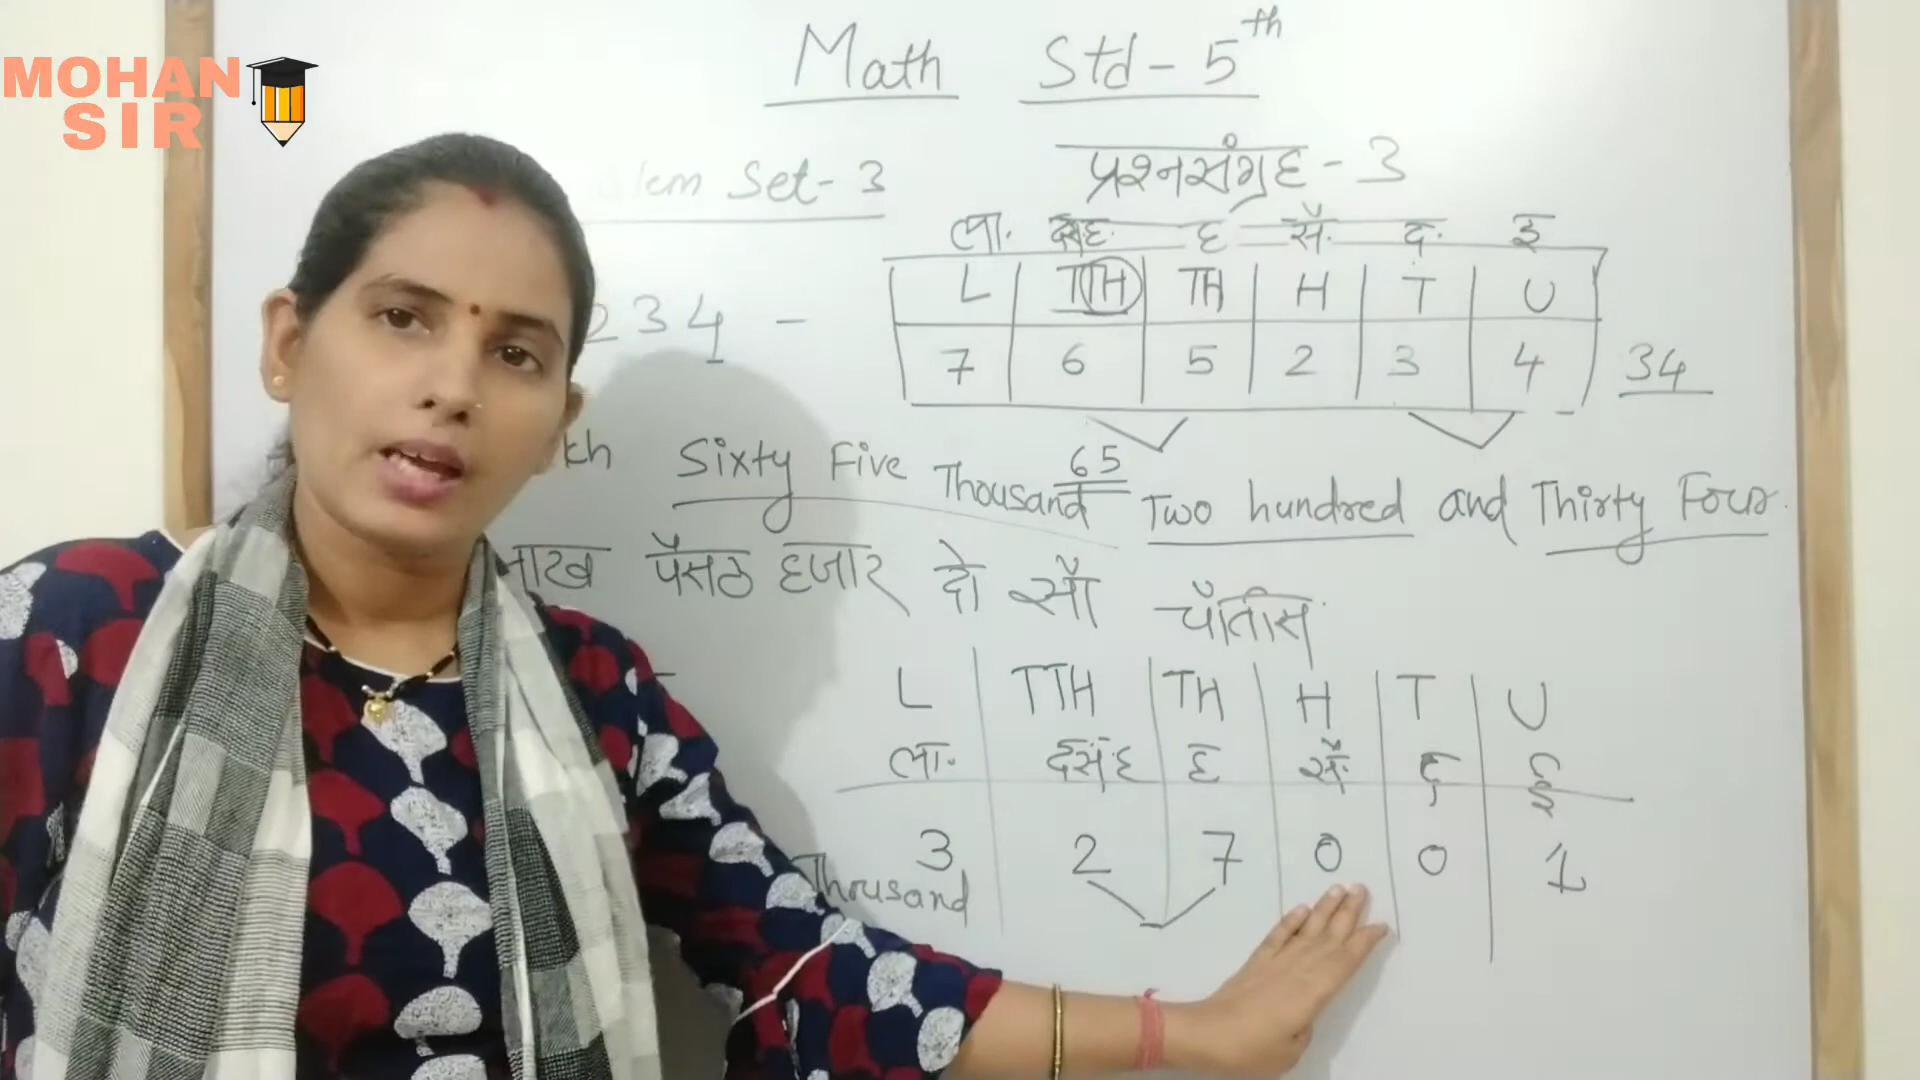 MOHAN
SIR
Math Std - 5th
Set - 3 प्रश्नसंग्रह - 3
ला. दसह. ह सै. द. इ
L TTH TH H T U
234 - 7 6 5 2 3 4 34
Sixty Five Thousand 65 Two hundred and Thirty Four.
पैंसठ हजार दो सौ चौंतीस
L TTH TH H T U
ला. दसह ह सै. द इ
3 2 7 0 0 1
Thousand